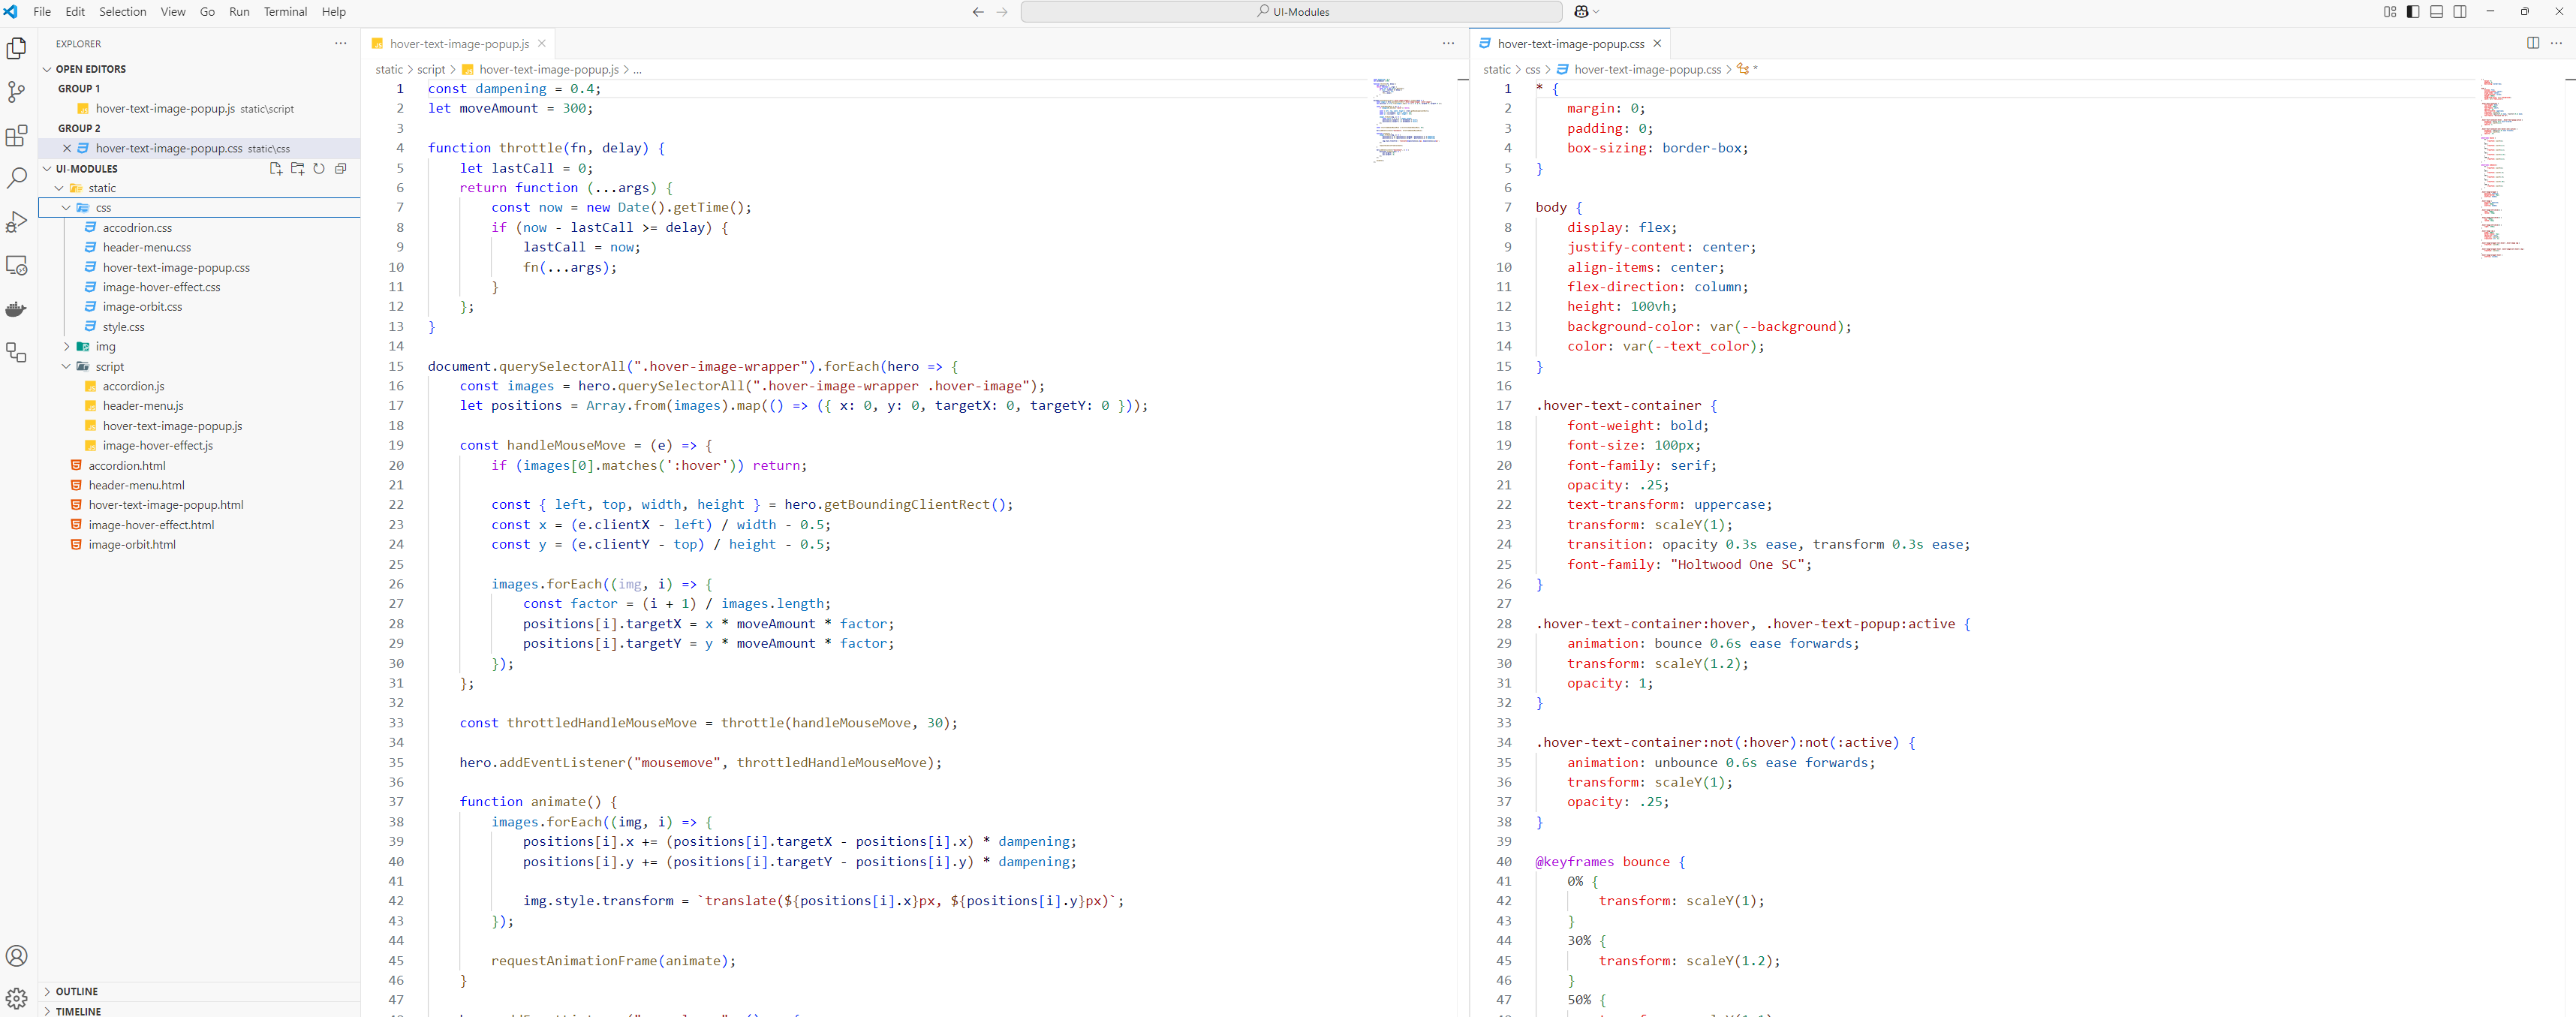 File Edit Selection View Go Run Terminal Help
UI-Modules
EXPLORER
OPEN EDITORS
GROUP 1
hover-text-image-popup.js static\script
GROUP 2
hover-text-image-popup.css static\css
UI-MODULES
static
css
accodrion.css
header-menu.css
hover-text-image-popup.css
image-hover-effect.css
image-orbit.css
style.css
img
script
accordion.js
header-menu.js
hover-text-image-popup.js
image-hover-effect.js
accordion.html
header-menu.html
hover-text-image-popup.html
image-hover-effect.html
image-orbit.html
OUTLINE
TIMELINE
hover-text-image-popup.js
static > script > hover-text-image-popup.js > ...
1 const dampening = 0.4;
2 let moveAmount = 300;
3
4 function throttle(fn, delay) {
5 let lastCall = 0;
6 return function (...args) {
7 const now = new Date().getTime();
8 if (now - lastCall >= delay) {
9 lastCall = now;
10 fn(...args);
11 }
12 };
13 }
14
15 document.querySelectorAll(".hover-image-wrapper").forEach(hero => {
16 const images = hero.querySelectorAll(".hover-image-wrapper .hover-image");
17 let positions = Array.from(images).map(() => ({ x: 0, y: 0, targetX: 0, targetY: 0 }));
18
19 const handleMouseMove = (e) => {
20 if (images[0].matches(':hover')) return;
21
22 const { left, top, width, height } = hero.getBoundingClientRect();
23 const x = (e.clientX - left) / width - 0.5;
24 const y = (e.clientY - top) / height - 0.5;
25
26 images.forEach((img, i) => {
27 const factor = (i + 1) / images.length;
28 positions[i].targetX = x * moveAmount * factor;
29 positions[i].targetY = y * moveAmount * factor;
30 });
31 };
32
33 const throttledHandleMouseMove = throttle(handleMouseMove, 30);
34
35 hero.addEventListener("mousemove", throttledHandleMouseMove);
36
37 function animate() {
38 images.forEach((img, i) => {
39 positions[i].x += (positions[i].targetX - positions[i].x) * dampening;
40 positions[i].y += (positions[i].targetY - positions[i].y) * dampening;
41
42 img.style.transform = `translate(${positions[i].x}px, ${positions[i].y}px)`;
43 });
44
45 requestAnimationFrame(animate);
46 }
47
hover-text-image-popup.css
static > css > hover-text-image-popup.css > *
1 * {
2 margin: 0;
3 padding: 0;
4 box-sizing: border-box;
5 }
6
7 body {
8 display: flex;
9 justify-content: center;
10 align-items: center;
11 flex-direction: column;
12 height: 100vh;
13 background-color: var(--background);
14 color: var(--text_color);
15 }
16
17 .hover-text-container {
18 font-weight: bold;
19 font-size: 100px;
20 font-family: serif;
21 opacity: .25;
22 text-transform: uppercase;
23 transform: scaleY(1);
24 transition: opacity 0.3s ease, transform 0.3s ease;
25 font-family: "Holtwood One SC";
26 }
27
28 .hover-text-container:hover, .hover-text-popup:active {
29 animation: bounce 0.6s ease forwards;
30 transform: scaleY(1.2);
31 opacity: 1;
32 }
33
34 .hover-text-container:not(:hover):not(:active) {
35 animation: unbounce 0.6s ease forwards;
36 transform: scaleY(1);
37 opacity: .25;
38 }
39
40 @keyframes bounce {
41 0% {
42 transform: scaleY(1);
43 }
44 30% {
45 transform: scaleY(1.2);
46 }
47 50% {